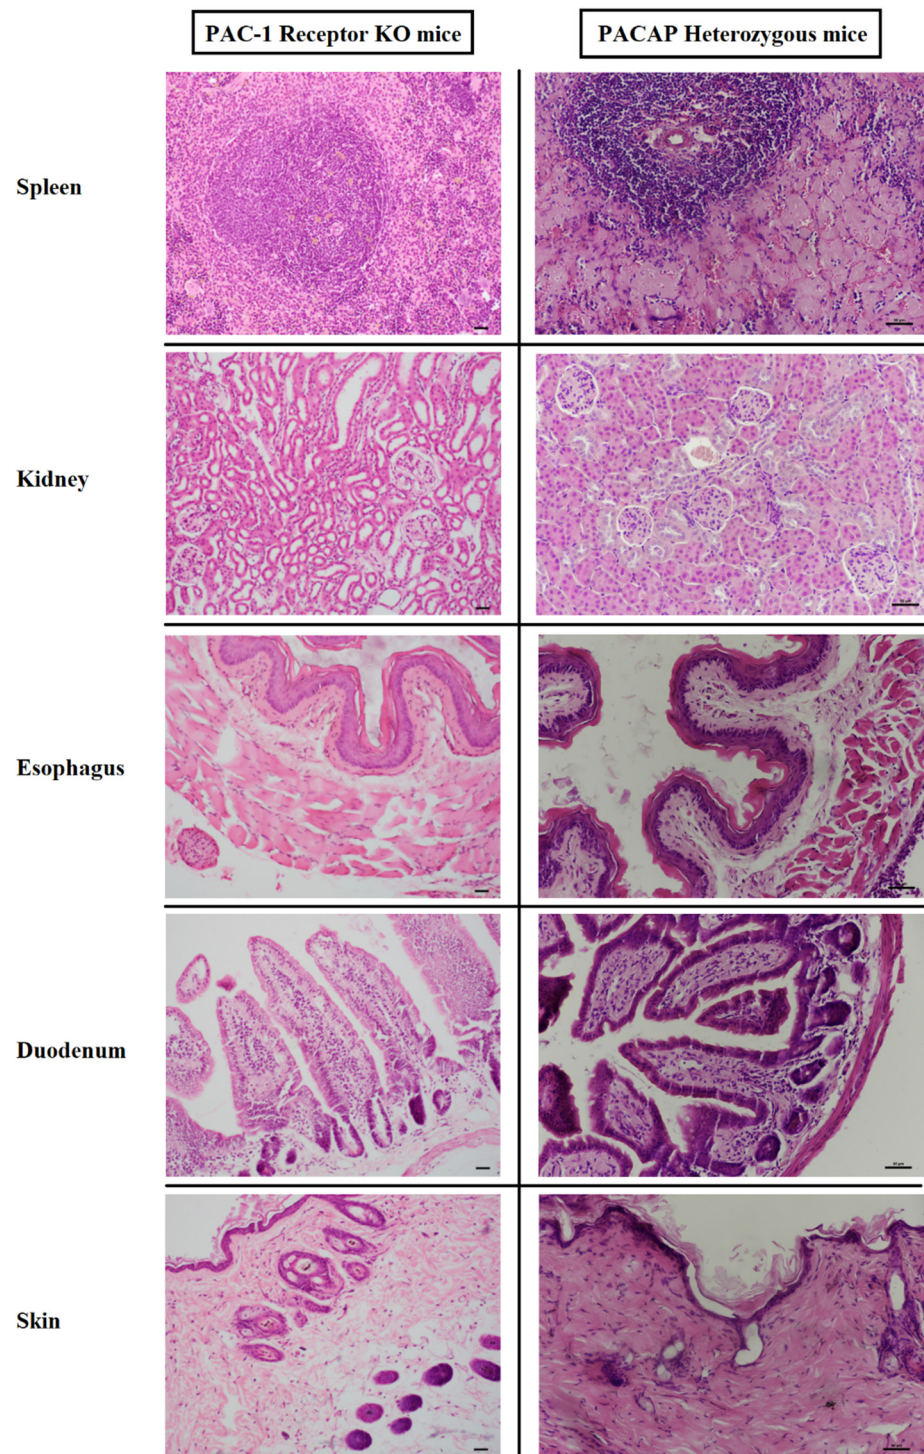 PAC-1 Receptor KO mice
PACAP Heterozygous mice
Spleen
Kidney
Esophagus
Duodenum
Skin